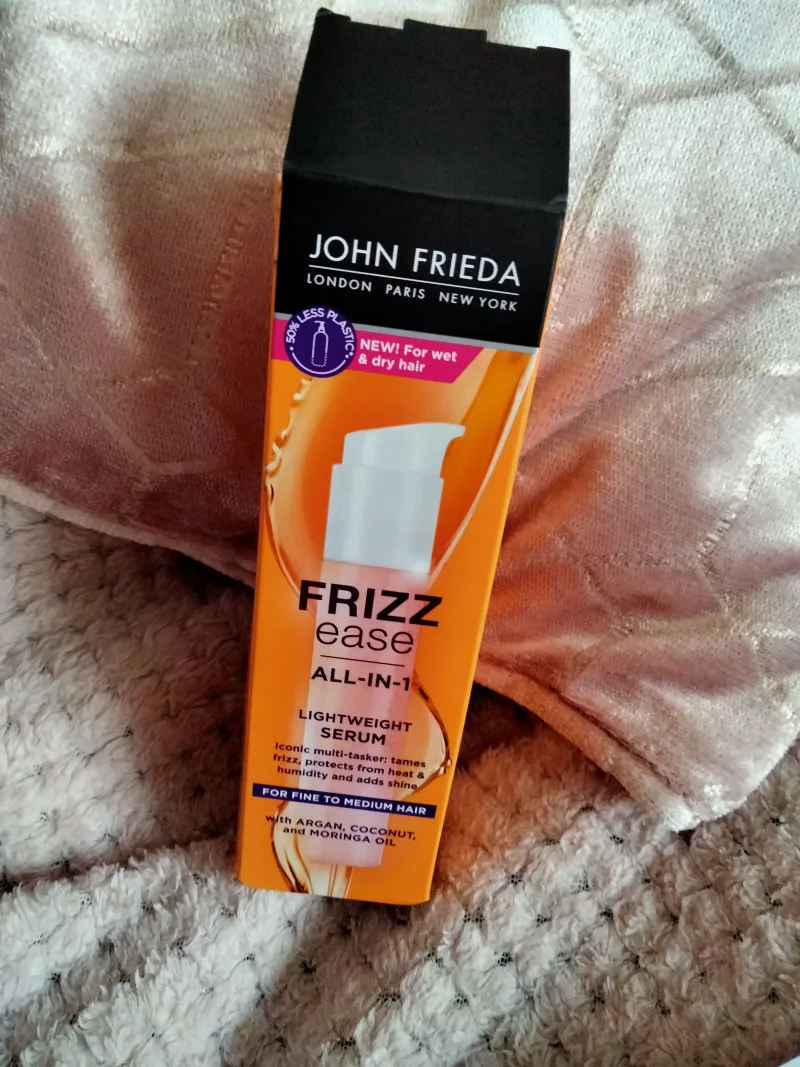 JOHN FRIEDA
LONDON PARIS NEW YORK
50% LESS PLASTIC
NEW! For wet
& dry hair
FRIZZ
ease
ALL-IN-1
LIGHTWEIGHT
SERUM
Iconic multi-tasker: tames
frizz, protects from heat &
humidity and adds shine
FOR FINE TO MEDIUM HAIR
with ARGAN, COCONUT,
and MORINGA OIL